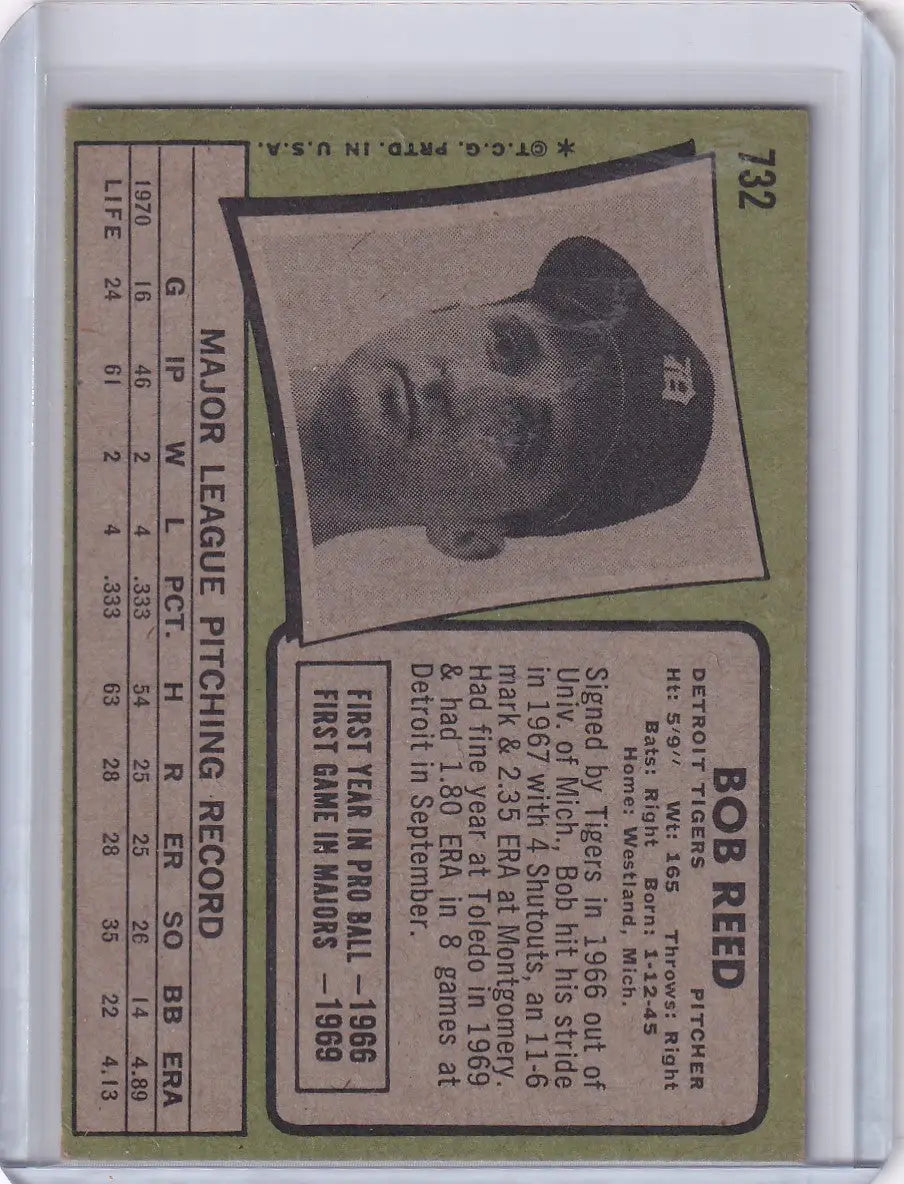 732
✶©T.C.G. PRTD. IN U.S.A.
BOB REED
DETROIT TIGERS PITCHER
Ht: 5'9" Wt: 165 Throws: Right
Bats: Right Born: 1-12-45
Home: Westland, Mich.
Signed by Tigers in 1966 out of
Univ. of Mich., Bob hit his stride
in 1967 with 4 Shutouts, an 11-6
mark & 2.35 ERA at Montgomery.
Had fine year at Toledo in 1969
& had 1.80 ERA in 8 games at
Detroit in September.
FIRST YEAR IN PRO BALL –1966
FIRST GAME IN MAJORS –1969
MAJOR LEAGUE PITCHING RECORD
G IP W L PCT. H R ER SO BB ERA
1970 16 46 2 4 .333 54 25 25 26 14 4.89
LIFE 24 61 2 4 .333 63 28 28 35 22 4.13